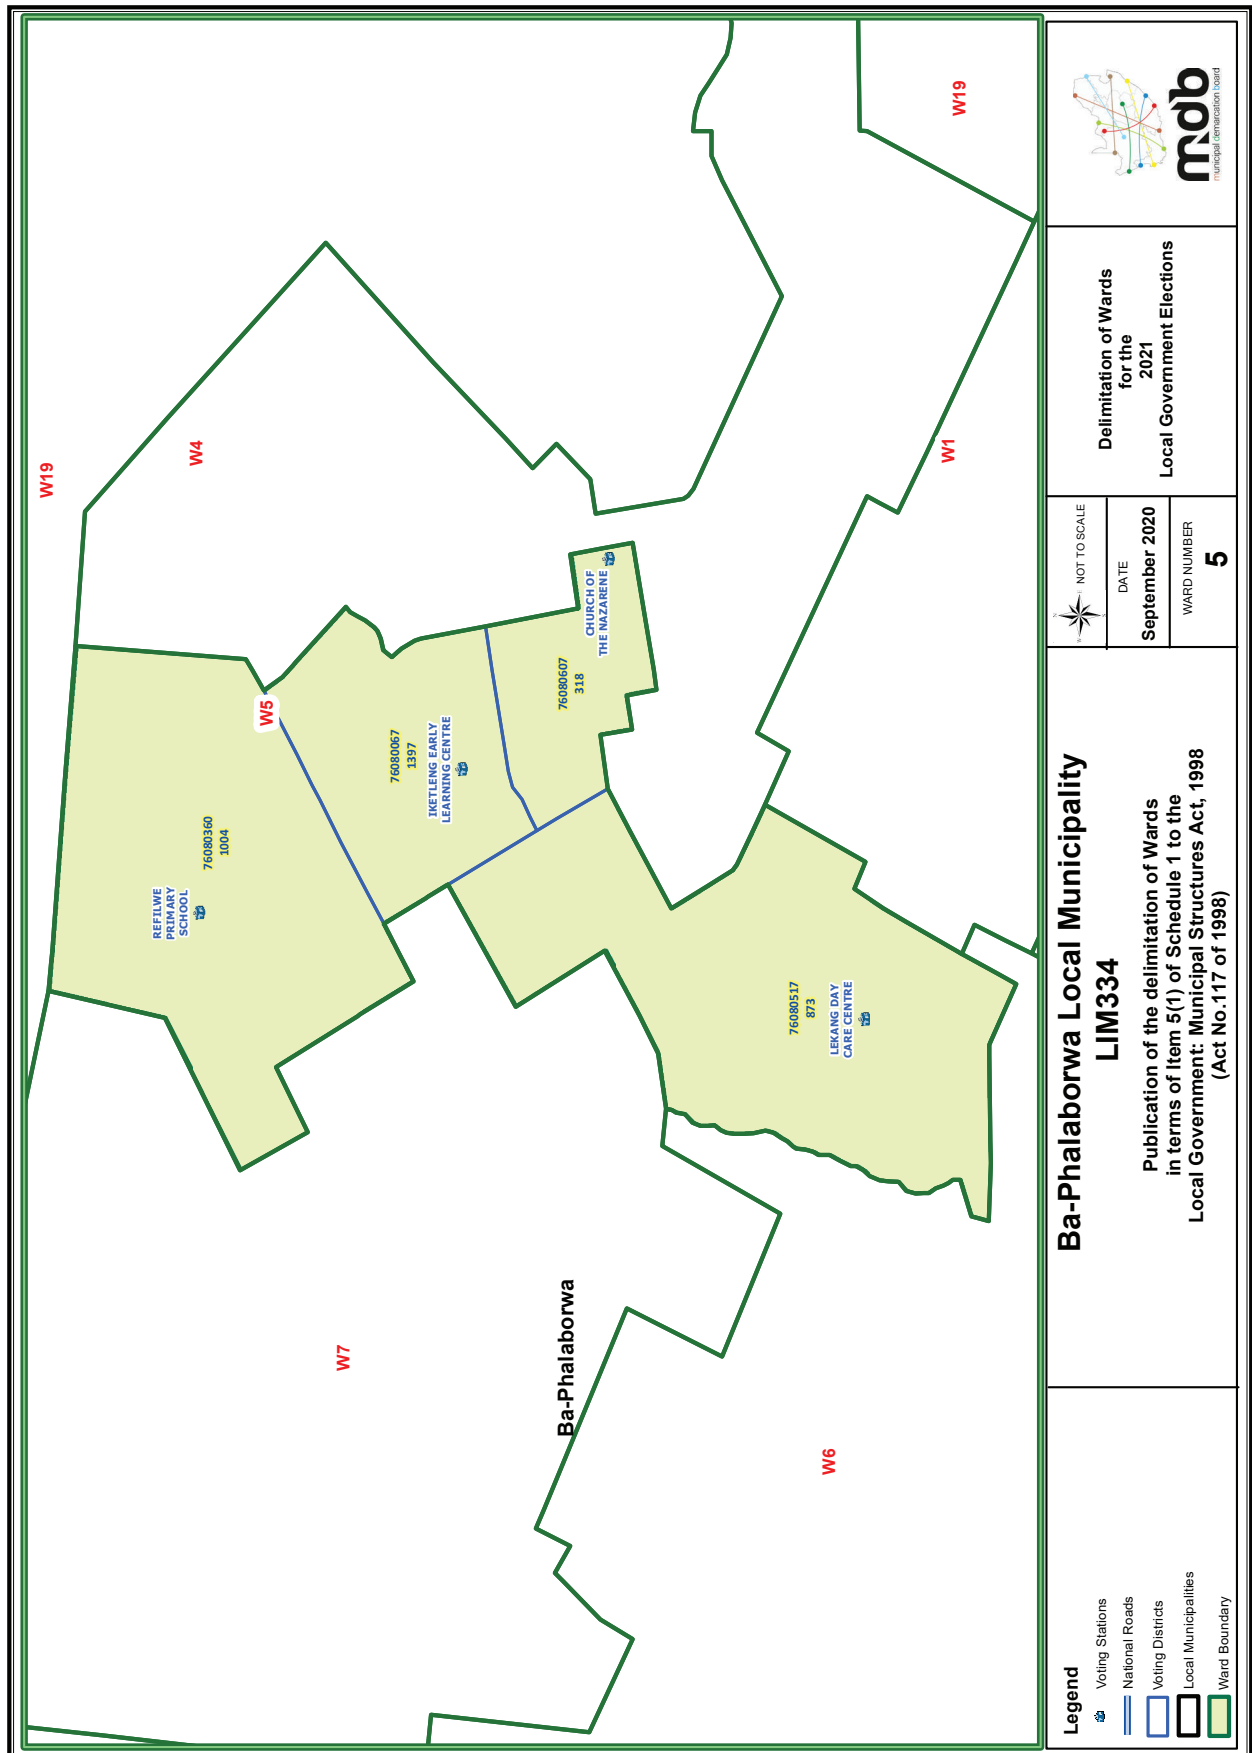 W19
W4
W5
W7
W6
W1
W19
REFILWE
PRIMARY
SCHOOL
76080360
1004
76080067
1397
IKETLENG EARLY
LEARNING CENTRE
76080607
318
CHURCH OF
THE NAZARENE
76080517
873
LEKANG DAY
CARE CENTRE
Ba-Phalaborwa
Legend
Voting Stations
National Roads
Voting Districts
Local Municipalities
Ward Boundary
Ba-Phalaborwa Local Municipality
LIM334
Publication of the delimitation of Wards
in terms of Item 5(1) of Schedule 1 to the
Local Government: Municipal Structures Act, 1998
(Act No.117 of 1998)
NOT TO SCALE
DATE
September 2020
WARD NUMBER
5
Delimitation of Wards
for the
2021
Local Government Elections
mdb
municipal demarcation board